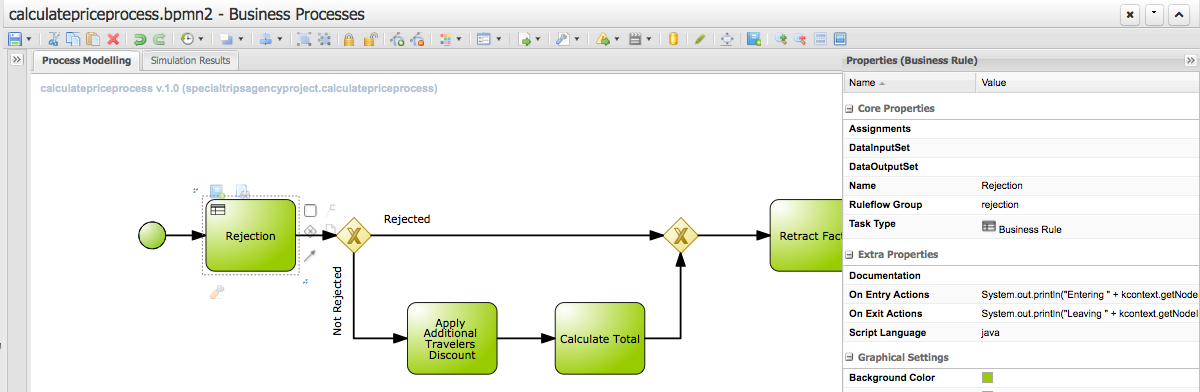 calculatepriceprocess.bpmn2 - Business Processes
Process Modelling
Simulation Results
calculatepriceprocess v.1.0 (specialtripsagencyproject.calculatepriceprocess)
Rejection
Rejected
Not Rejected
Apply
Additional
Travelers
Discount
Calculate Total
Retract Fact
Properties (Business Rule)
Name Value
Core Properties
Assignments
DataInputSet
DataOutputSet
Name Rejection
Ruleflow Group rejection
Task Type Business Rule
Extra Properties
Documentation
On Entry Actions System.out.println("Entering " + kcontext.getNodeI
On Exit Actions System.out.println("Leaving " + kcontext.getNodeI
Script Language java
Graphical Settings
Background Color